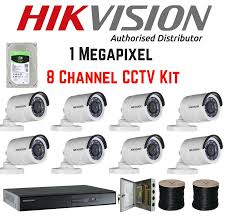 HIKVISION
Authorised Distributor
1 Megapixel
8 Channel CCTV Kit